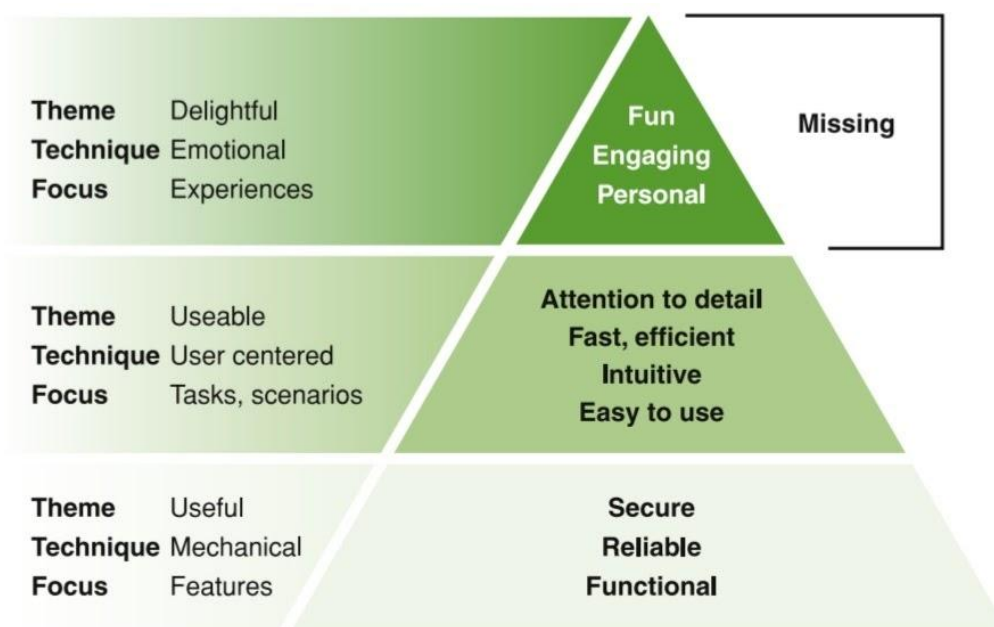 Theme Delightful
Technique Emotional
Focus Experiences
Fun
Engaging
Personal
Missing
Theme Useable
Technique User centered
Focus Tasks, scenarios
Attention to detail
Fast, efficient
Intuitive
Easy to use
Theme Useful
Technique Mechanical
Focus Features
Secure
Reliable
Functional